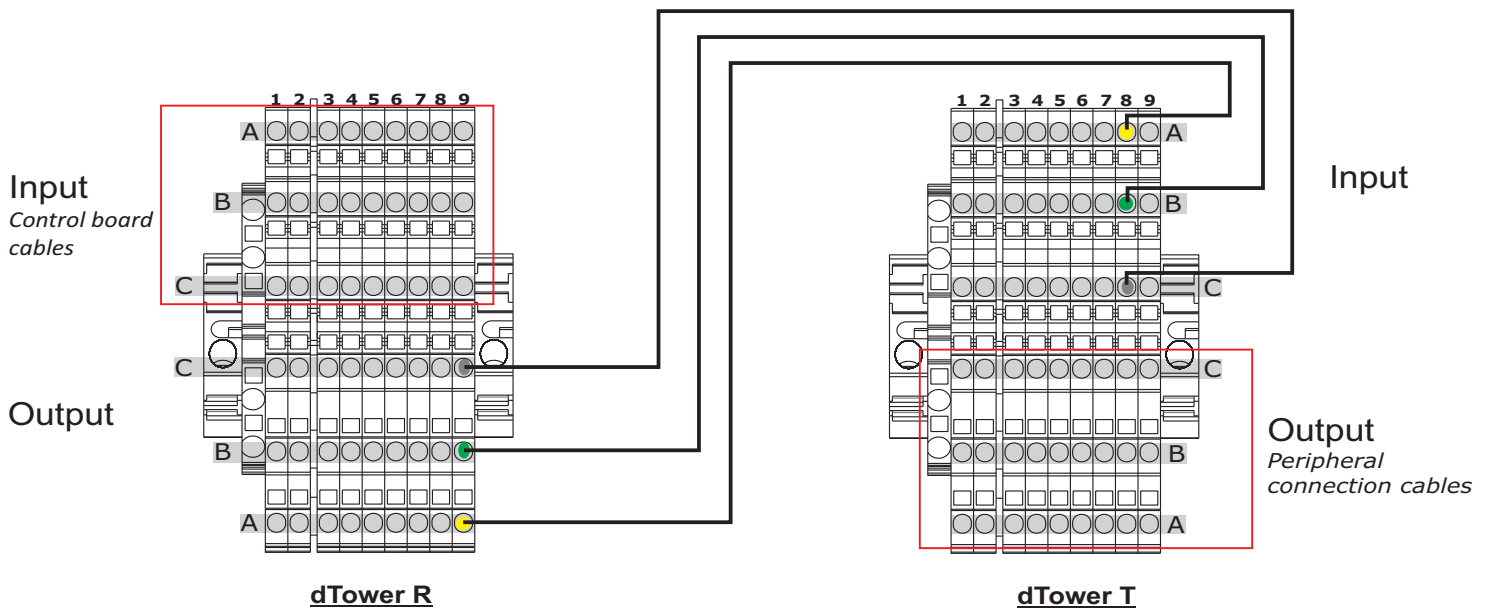 1 2 3 4 5 6 7 8 9
A
B
C
Input
Control board
cables
C
B
A
Output
dTower R
1 2 3 4 5 6 7 8 9
A
B
C
Input
C
B
A
Output
Peripheral
connection cables
dTower T